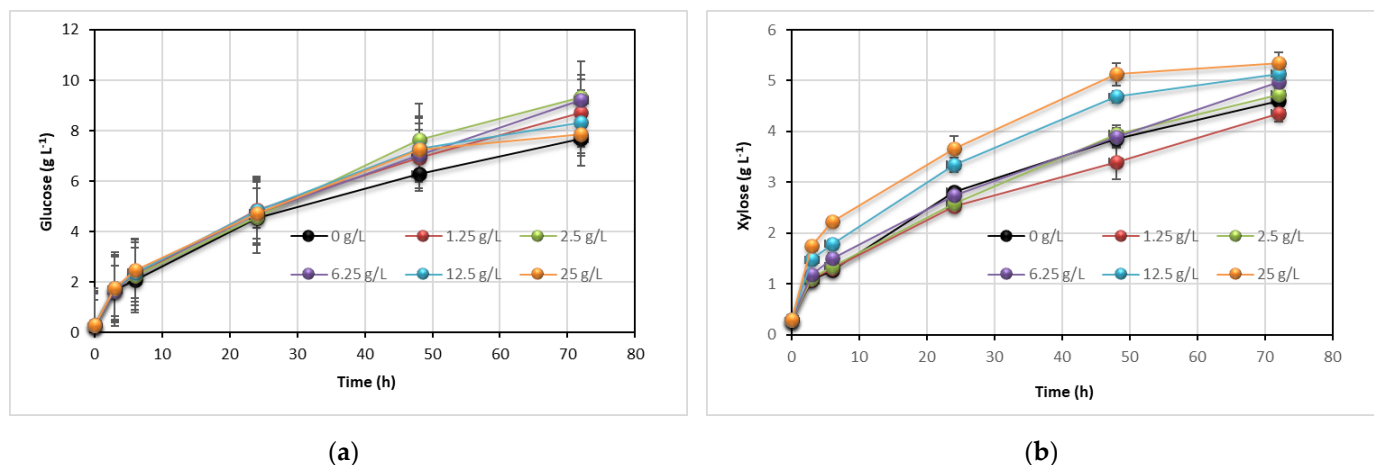 12
10
8
6
4
2
0
Glucose (g L⁻¹)
0 g/L 1.25 g/L 2.5 g/L
6.25 g/L 12.5 g/L 25 g/L
0 10 20 30 40 50 60 70 80
Time (h)
(a)
6
5
4
3
2
1
0
Xylose (g L⁻¹)
0 g/L 1.25 g/L 2.5 g/L
6.25 g/L 12.5 g/L 25 g/L
0 10 20 30 40 50 60 70 80
Time (h)
(b)